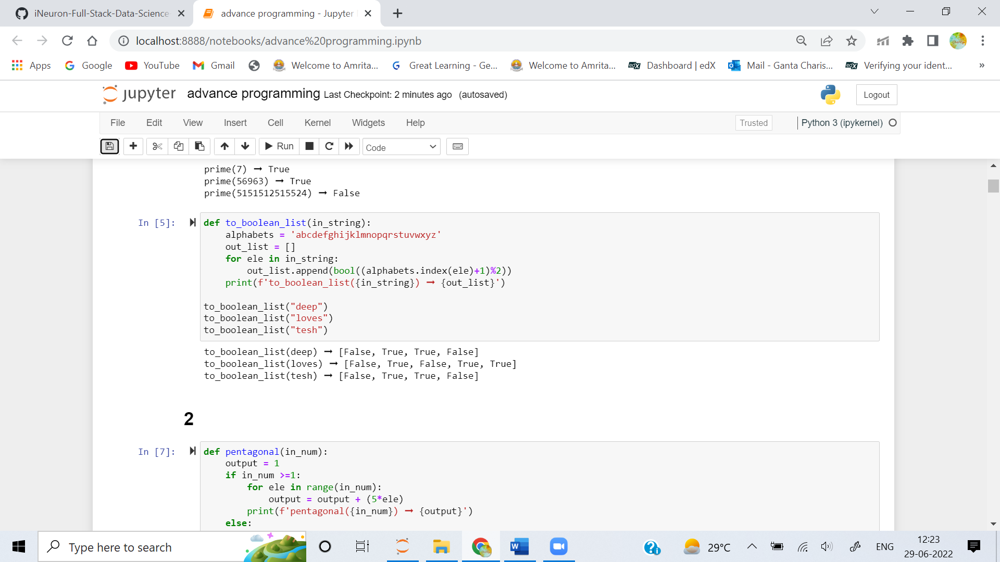 iNeuron-Full-Stack-Data-Science
advance programming - Jupyter
localhost:8888/notebooks/advance%20programming.ipynb
Apps
Google
YouTube
Gmail
Welcome to Amrita...
Great Learning - Ge...
Welcome to Amrita...
Dashboard | edX
Mail - Ganta Charis...
Verifying your ident...
»
jupyter advance programming Last Checkpoint: 2 minutes ago (autosaved)
Logout
File Edit View Insert Cell Kernel Widgets Help
Trusted
Python 3 (ipykernel)
Run
Code
prime(7) ➞ True
prime(56963) ➞ True
prime(5151512515524) ➞ False
In [5]:
def to_boolean_list(in_string):
    alphabets = 'abcdefghijklmnopqrstuvwxyz'
    out_list = []
    for ele in in_string:
        out_list.append(bool((alphabets.index(ele)+1)%2))
    print(f'to_boolean_list({in_string}) ➞ {out_list}')
to_boolean_list("deep")
to_boolean_list("loves")
to_boolean_list("tesh")
to_boolean_list(deep) ➞ [False, True, True, False]
to_boolean_list(loves) ➞ [False, True, False, True, True]
to_boolean_list(tesh) ➞ [False, True, True, False]
2
In [7]:
def pentagonal(in_num):
    output = 1
    if in_num >=1:
        for ele in range(in_num):
            output = output + (5*ele)
        print(f'pentagonal({in_num}) ➞ {output}')
    else:
Type here to search
29°C
ENG
12:23
29-06-2022